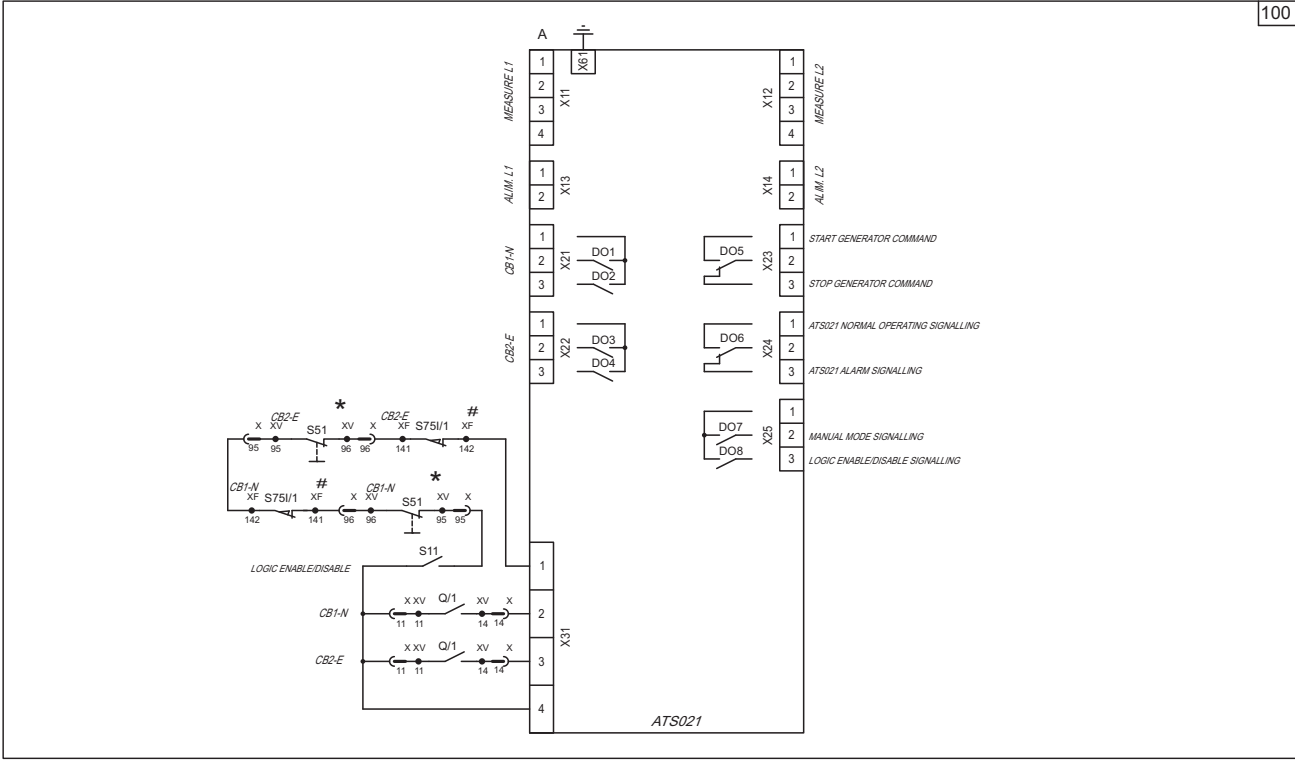 100
A
X61
MEASURE L1
1
2
3
4
X11
ALIM. L1
1
2
X13
CB1-N
1
2
3
X21
DO1
DO2
CB2-E
1
2
3
X22
DO3
DO4
X12
1
2
3
4
MEASURE L2
X14
1
2
ALIM. L2
DO5
X23
1 START GENERATOR COMMAND
2
3 STOP GENERATOR COMMAND
DO6
X24
1 ATS021 NORMAL OPERATING SIGNALLING
2
3 ATS021 ALARM SIGNALLING
DO7
DO8
X25
1
2 MANUAL MODE SIGNALLING
3 LOGIC ENABLE/DISABLE SIGNALLING
CB2-E * CB2-E #
X XV S51 XV X XF S75I/1 XF
95 95 96 96 141 142
CB1-N # CB1-N *
XF S75I/1 XF X XV S51 XV X
142 141 96 96 95 95
S11
LOGIC ENABLE/DISABLE
1
CB1-N
X XV Q/1 XV X
11 11 14 14
2
X31
CB2-E
X XV Q/1 XV X
11 11 14 14
3
4
ATS021